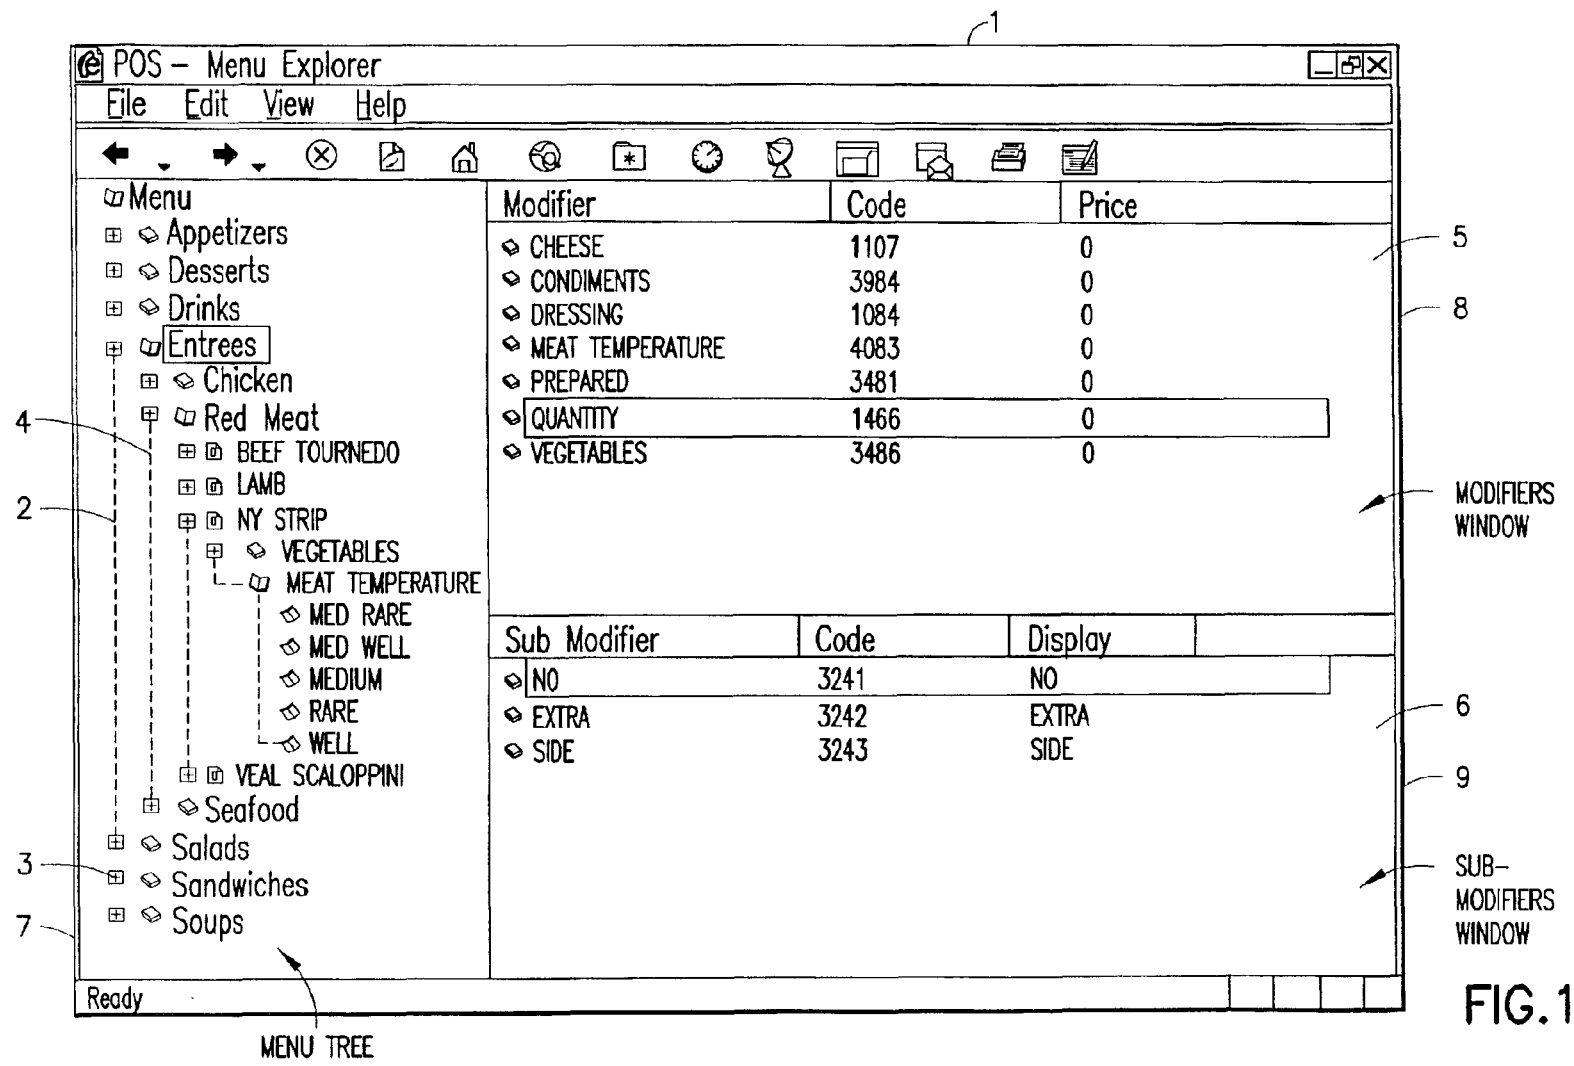 1
POS – Menu Explorer
File Edit View Help
Menu
Appetizers
Desserts
Drinks
Entrees
Chicken
Red Meat
BEEF TOURNEDO
LAMB
NY STRIP
VEGETABLES
MEAT TEMPERATURE
MED RARE
MED WELL
MEDIUM
RARE
WELL
VEAL SCALOPPINI
Seafood
Salads
Sandwiches
Soups
4
2
3
7
Modifier Code Price
CHEESE 1107 0
CONDIMENTS 3984 0
DRESSING 1084 0
MEAT TEMPERATURE 4083 0
PREPARED 3481 0
QUANTITY 1466 0
VEGETABLES 3486 0
5
8
MODIFIERS
WINDOW
Sub Modifier Code Display
NO 3241 NO
EXTRA 3242 EXTRA
SIDE 3243 SIDE
6
9
SUB–
MODIFIERS
WINDOW
Ready
MENU TREE
FIG.1